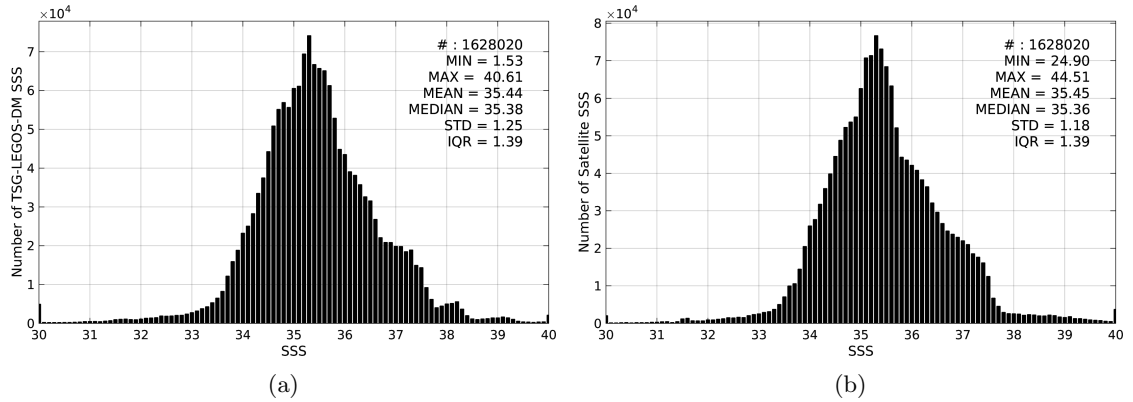 ×10⁴
Number of TSG-LEGOS-DM SSS
7
6
5
4
3
2
1
0
# : 1628020
MIN = 1.53
MAX = 40.61
MEAN = 35.44
MEDIAN = 35.38
STD = 1.25
IQR = 1.39
30 31 32 33 34 35 36 37 38 39 40
SSS
(a)
×10⁴
Number of Satellite SSS
8
7
6
5
4
3
2
1
0
# : 1628020
MIN = 24.90
MAX = 44.51
MEAN = 35.45
MEDIAN = 35.36
STD = 1.18
IQR = 1.39
30 31 32 33 34 35 36 37 38 39 40
SSS
(b)